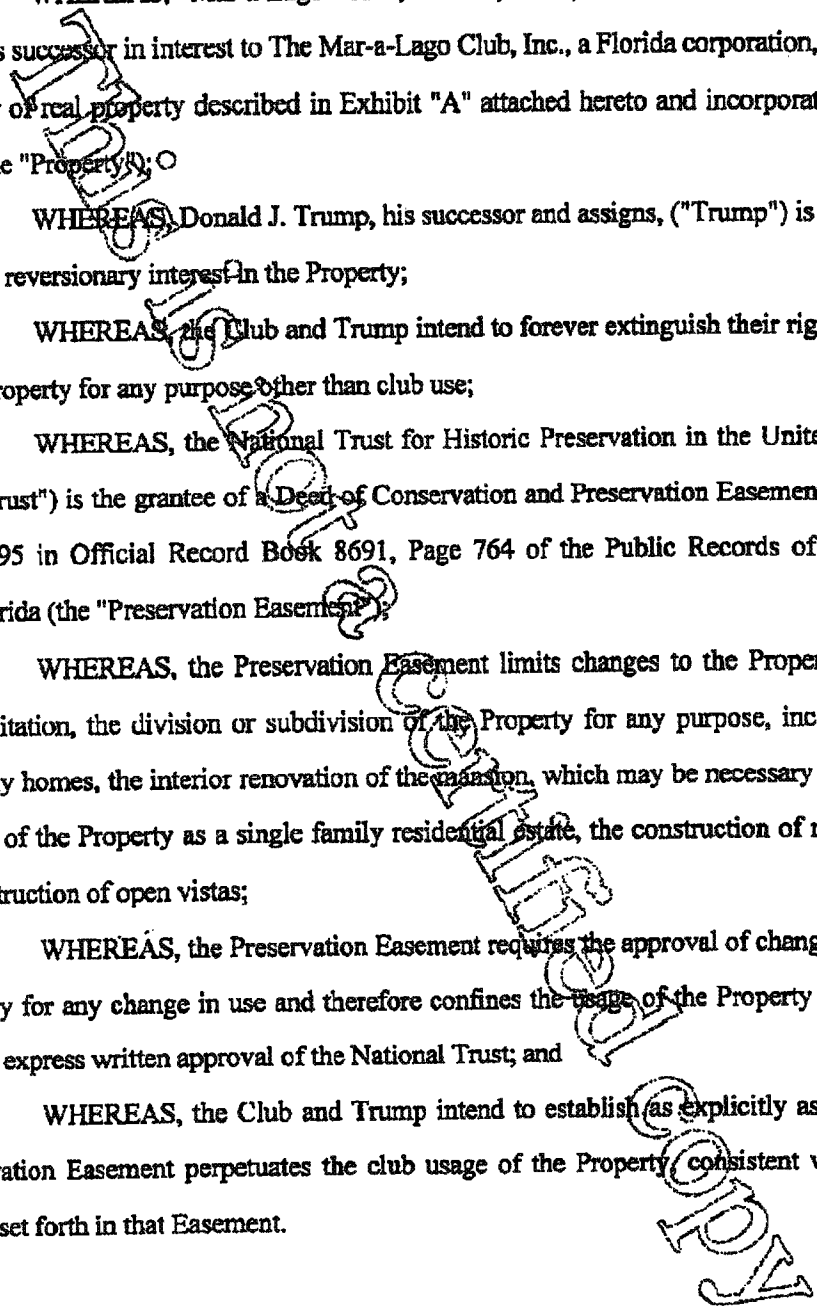 s successor in interest to The Mar-a-Lago Club, Inc., a Florida corporation,
of real property described in Exhibit "A" attached hereto and incorporat
e "Property");
WHEREAS, Donald J. Trump, his successor and assigns, ("Trump") is
reversionary interest in the Property;
WHEREAS, the Club and Trump intend to forever extinguish their rig
roperty for any purpose other than club use;
WHEREAS, the National Trust for Historic Preservation in the Unite
rust") is the grantee of a Deed of Conservation and Preservation Easemen
95 in Official Record Book 8691, Page 764 of the Public Records of
rida (the "Preservation Easement");
WHEREAS, the Preservation Easement limits changes to the Proper
itation, the division or subdivision of the Property for any purpose, inc
y homes, the interior renovation of the mansion, which may be necessary
of the Property as a single family residential estate, the construction of
truction of open vistas;
WHEREAS, the Preservation Easement requires the approval of chang
y for any change in use and therefore confines the usage of the Property
express written approval of the National Trust; and
WHEREAS, the Club and Trump intend to establish as explicitly as
vation Easement perpetuates the club usage of the Property, consistent
set forth in that Easement.
This is not a certified copy